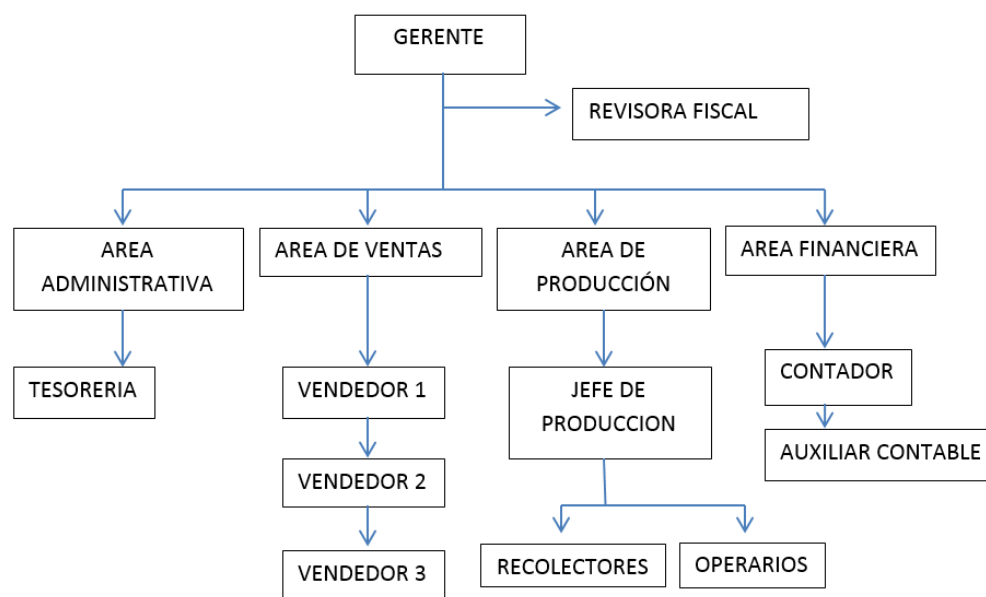 GERENTE
REVISORA FISCAL
AREA
ADMINISTRATIVA
AREA DE VENTAS
AREA DE
PRODUCCIÓN
AREA FINANCIERA
TESORERIA
VENDEDOR 1
JEFE DE
PRODUCCION
CONTADOR
AUXILIAR CONTABLE
VENDEDOR 2
RECOLECTORES
OPERARIOS
VENDEDOR 3